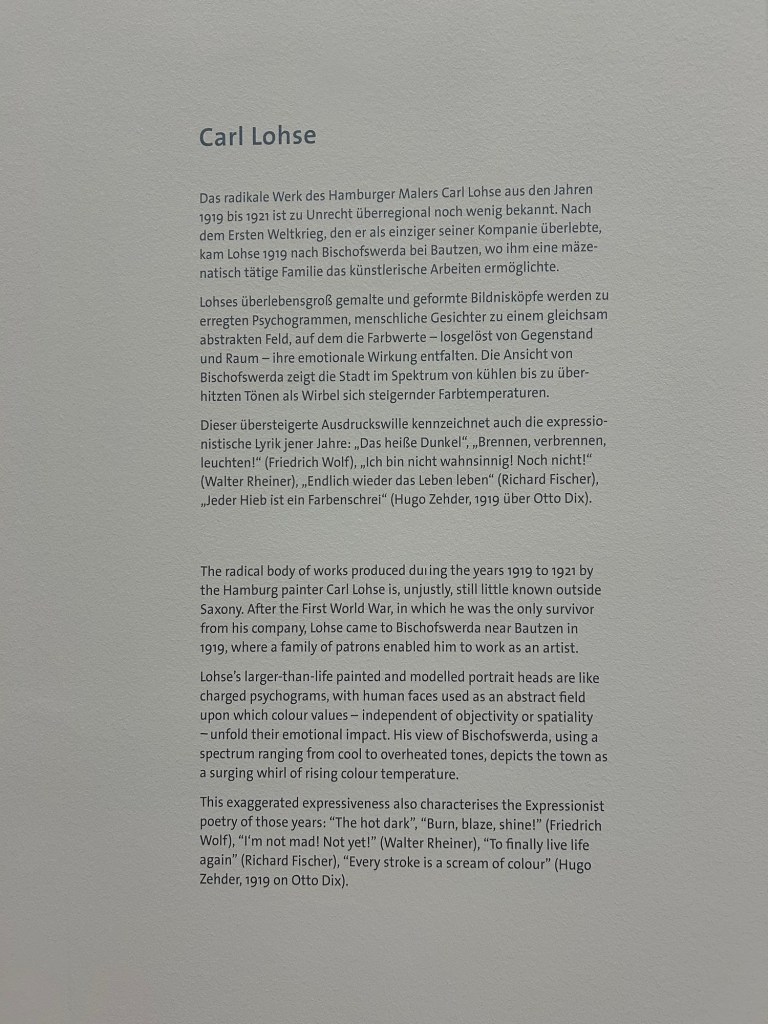 Carl Lohse
Das radikale Werk des Hamburger Malers Carl Lohse aus den Jahren
1919 bis 1921 ist zu Unrecht überregional noch wenig bekannt. Nach
dem Ersten Weltkrieg, den er als einziger seiner Kompanie überlebte,
kam Lohse 1919 nach Bischofswerda bei Bautzen, wo ihm eine mäze-
natisch tätige Familie das künstlerische Arbeiten ermöglichte.
Lohses überlebensgroß gemalte und geformte Bildnisköpfe werden zu
erregten Psychogrammen, menschliche Gesichter zu einem gleichsam
abstrakten Feld, auf dem die Farbwerte – losgelöst von Gegenstand
und Raum – ihre emotionale Wirkung entfalten. Die Ansicht von
Bischofswerda zeigt die Stadt im Spektrum von kühlen bis zu über-
hitzten Tönen als Wirbel sich steigernder Farbtemperaturen.
Dieser übersteigerte Ausdruckswille kennzeichnet auch die expressio-
nistische Lyrik jener Jahre: „Das heiße Dunkel“, „Brennen, verbrennen,
leuchten!“ (Friedrich Wolf), „Ich bin nicht wahnsinnig! Noch nicht!“
(Walter Rheiner), „Endlich wieder das Leben leben“ (Richard Fischer),
„Jeder Hieb ist ein Farbenschrei“ (Hugo Zehder, 1919 über Otto Dix).
The radical body of works produced during the years 1919 to 1921 by
the Hamburg painter Carl Lohse is, unjustly, still little known outside
Saxony. After the First World War, in which he was the only survivor
from his company, Lohse came to Bischofswerda near Bautzen in
1919, where a family of patrons enabled him to work as an artist.
Lohse’s larger-than-life painted and modelled portrait heads are like
charged psychograms, with human faces used as an abstract field
upon which colour values – independent of objectivity or spatiality
– unfold their emotional impact. His view of Bischofswerda, using a
spectrum ranging from cool to overheated tones, depicts the town as
a surging whirl of rising colour temperature.
This exaggerated expressiveness also characterises the Expressionist
poetry of those years: “The hot dark”, “Burn, blaze, shine!” (Friedrich
Wolf), “I‘m not mad! Not yet!” (Walter Rheiner), “To finally live life
again” (Richard Fischer), “Every stroke is a scream of colour” (Hugo
Zehder, 1919 on Otto Dix).